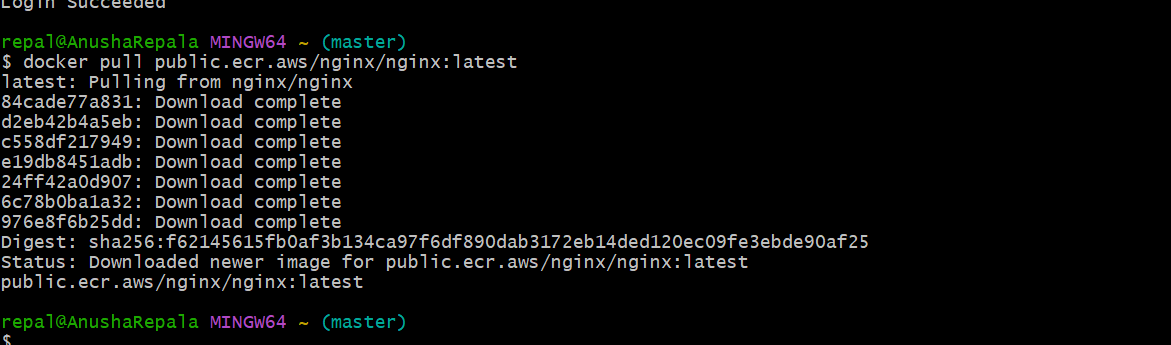 Login Succeeded
repal@AnushaRepala MINGW64 ~ (master)
$ docker pull public.ecr.aws/nginx/nginx:latest
latest: Pulling from nginx/nginx
84cade77a831: Download complete
d2eb42b4a5eb: Download complete
c558df217949: Download complete
e19db8451adb: Download complete
24ff42a0d907: Download complete
6c78b0ba1a32: Download complete
976e8f6b25dd: Download complete
Digest: sha256:f62145615fb0af3b134ca97f6df890dab3172eb14ded120ec09fe3ebde90af25
Status: Downloaded newer image for public.ecr.aws/nginx/nginx:latest
public.ecr.aws/nginx/nginx:latest
repal@AnushaRepala MINGW64 ~ (master)
$